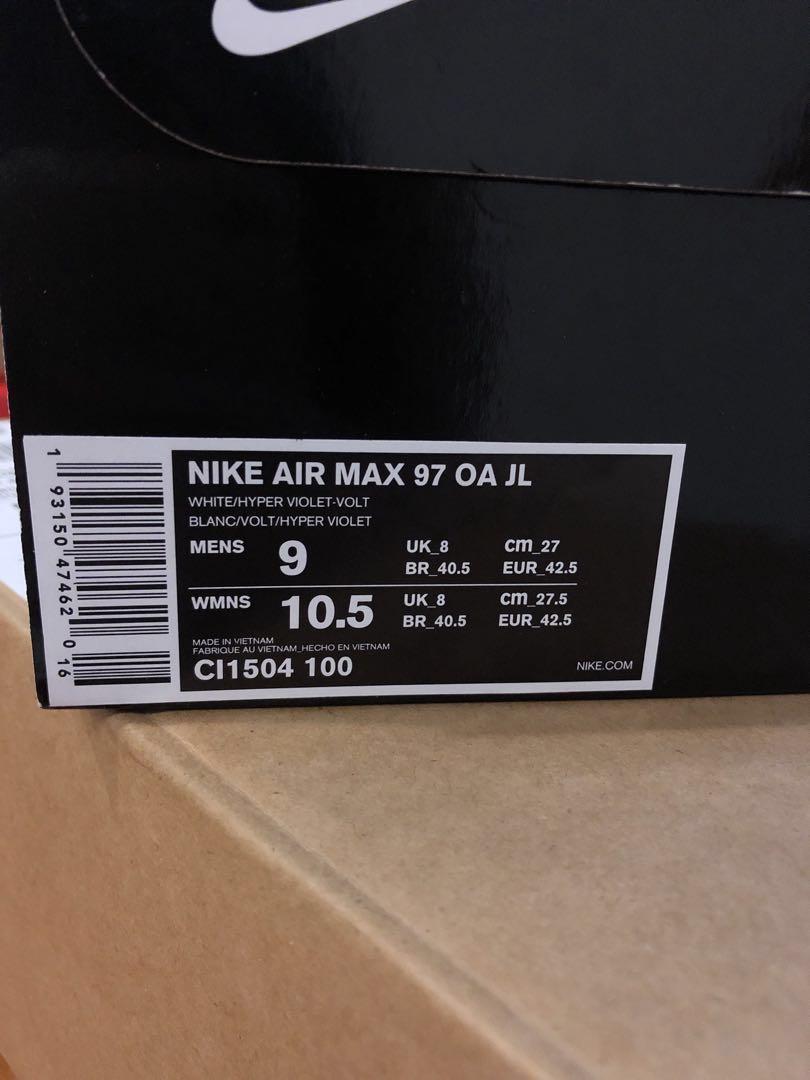 NIKE AIR MAX 97 OA JL
WHITE/HYPER VIOLET-VOLT
BLANC/VOLT/HYPER VIOLET
MENS 9 UK_8 cm_27
BR_40.5 EUR_42.5
WMNS 10.5 UK_8 cm_27.5
BR_40.5 EUR_42.5
MADE IN VIETNAM
FABRIQUE AU VIETNAM_HECHO EN VIETNAM
CI1504 100
NIKE.COM
1 93150 47462 0 16